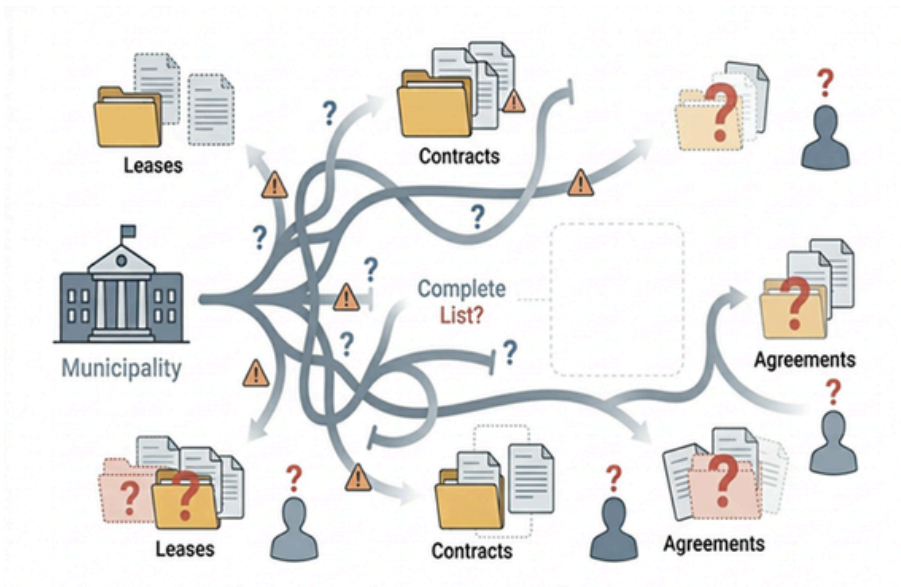 ?
Leases
?
Contracts
?
?
?
?
Municipality
?
Complete
List?
?
Agreements
?
?
?
?
?
Leases
?
Contracts
?
?
Agreements